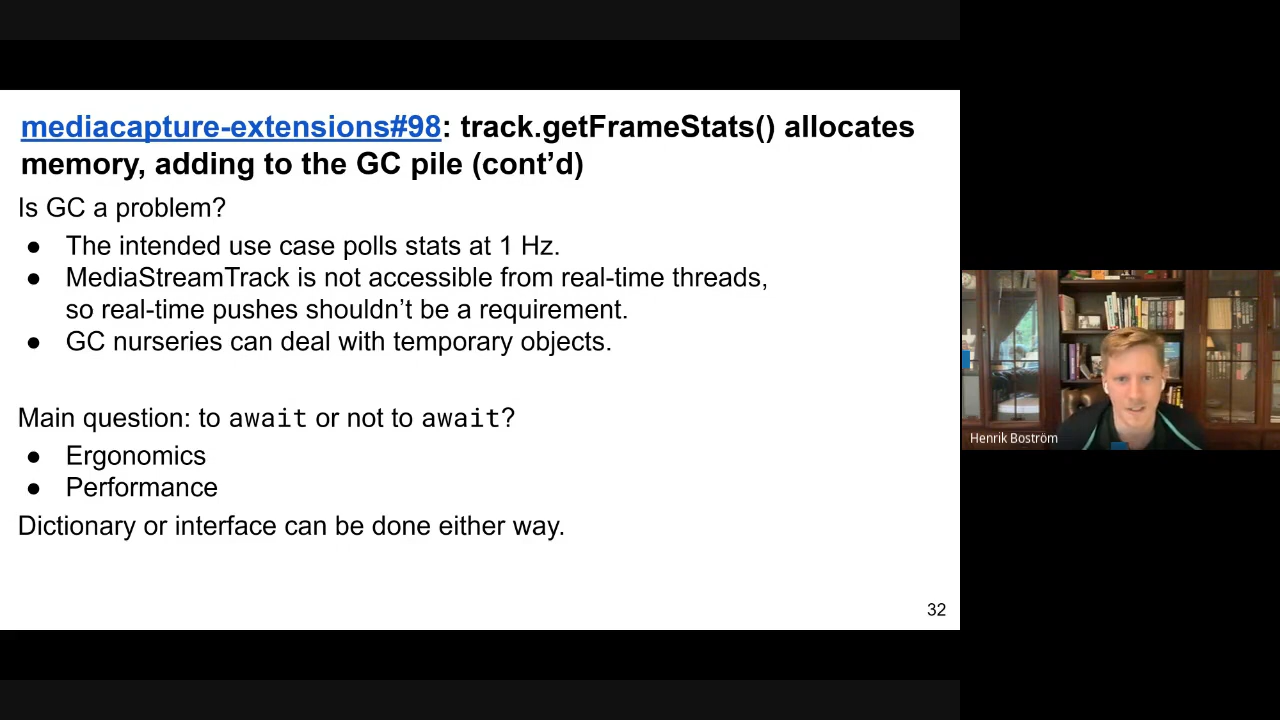 mediacapture-extensions#98: track.getFrameStats() allocates
memory, adding to the GC pile (cont’d)
Is GC a problem?
● The intended use case polls stats at 1 Hz.
● MediaStreamTrack is not accessible from real-time threads,
so real-time pushes shouldn’t be a requirement.
● GC nurseries can deal with temporary objects.
Main question: to await or not to await?
● Ergonomics
● Performance
Dictionary or interface can be done either way.
32
Henrik Boström